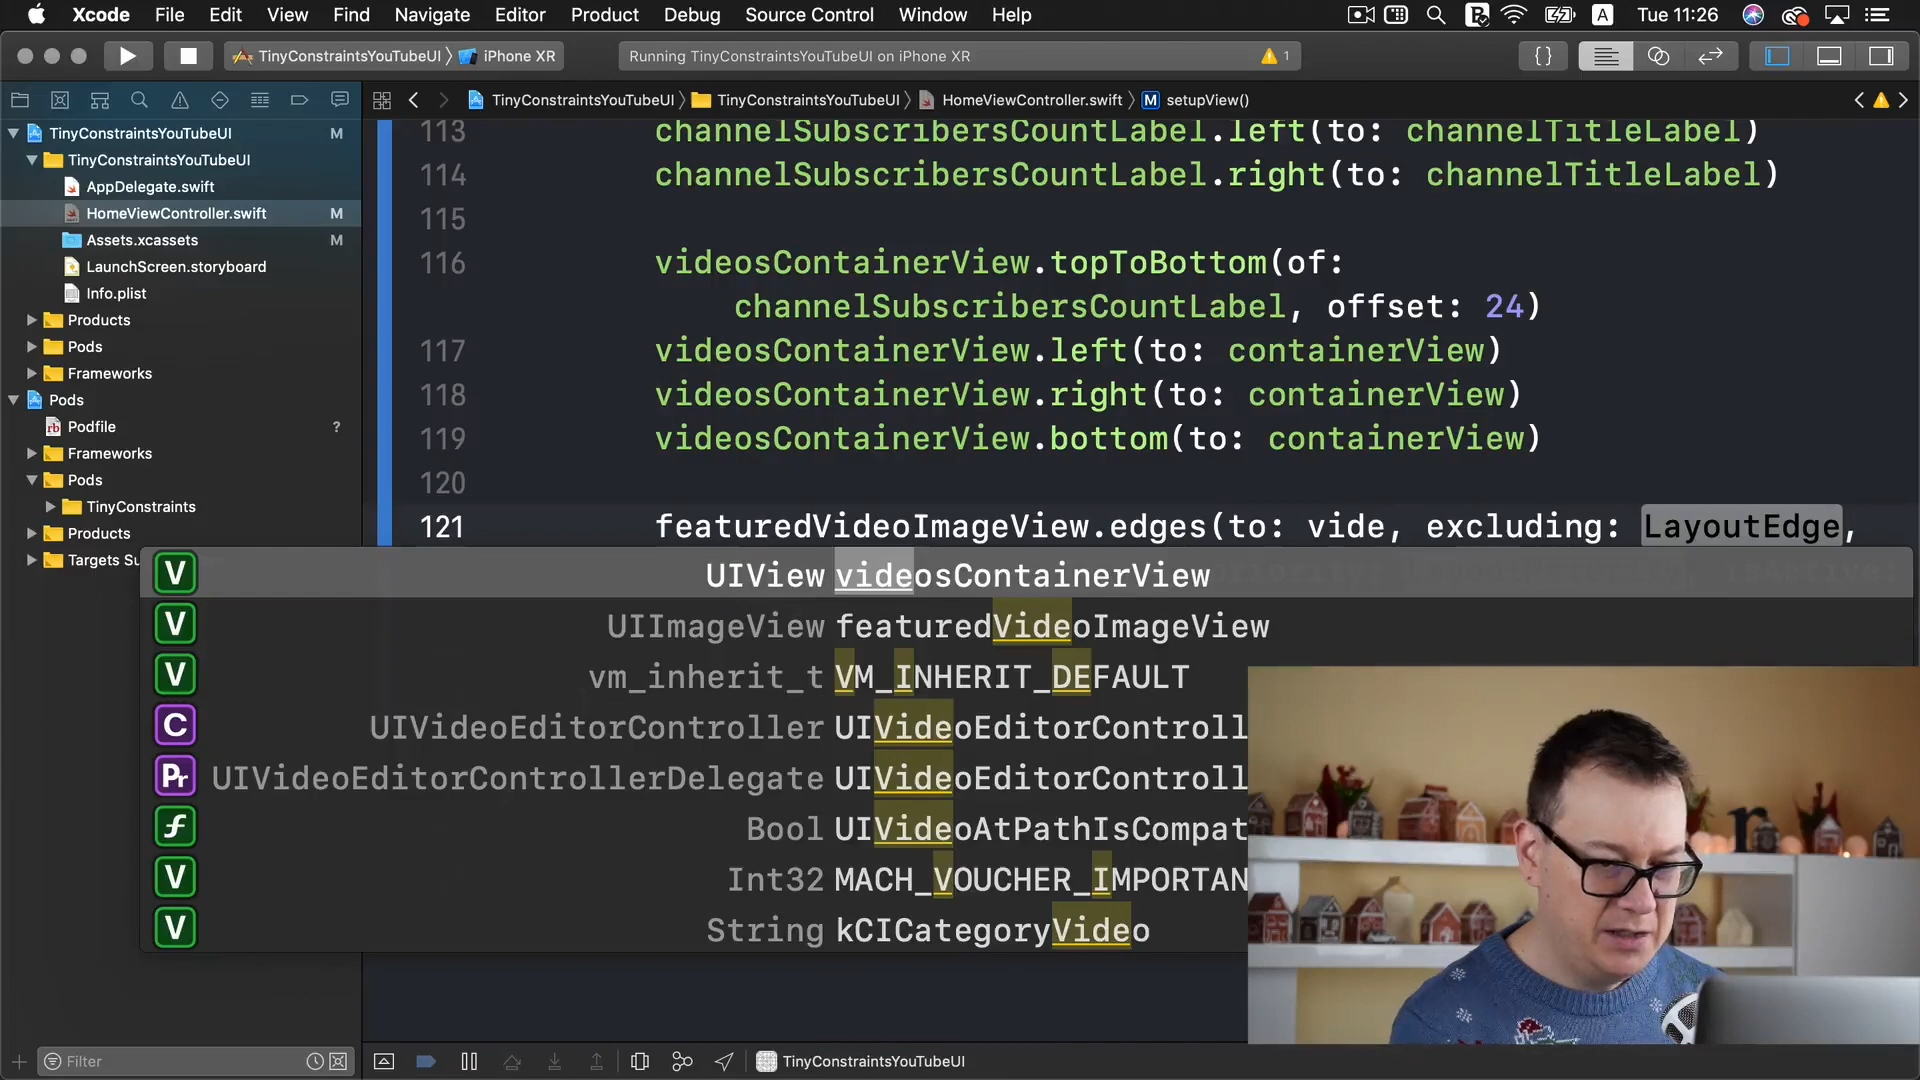 Xcode File Edit View Find Navigate Editor Product Debug Source Control Window Help A Tue 11:26
TinyConstraintsYouTubeUI iPhone XR Running TinyConstraintsYouTubeUI on iPhone XR 1 {}
TinyConstraintsYouTubeUI TinyConstraintsYouTubeUI HomeViewController.swift M setupView()
TinyConstraintsYouTubeUI M
TinyConstraintsYouTubeUI
AppDelegate.swift
HomeViewController.swift M
Assets.xcassets M
LaunchScreen.storyboard
Info.plist
Products
Pods
Frameworks
Pods
rb Podfile ?
Frameworks
Pods
TinyConstraints
Products
Targets Su
113 channelSubscribersCountLabel.left(to: channelTitleLabel)
114 channelSubscribersCountLabel.right(to: channelTitleLabel)
115
116 videosContainerView.topToBottom(of:
channelSubscribersCountLabel, offset: 24)
117 videosContainerView.left(to: containerView)
118 videosContainerView.right(to: containerView)
119 videosContainerView.bottom(to: containerView)
120
121 featuredVideoImageView.edges(to: vide, excluding: LayoutEdge,
V UIView videosContainerView
V UIImageView featuredVideoImageView
V vm_inherit_t VM_INHERIT_DEFAULT
C UIVideoEditorController UIVideoEditorControll
Pr UIVideoEditorControllerDelegate UIVideoEditorControll
f Bool UIVideoAtPathIsCompat
V Int32 MACH_VOUCHER_IMPORTAN
V String kCICategoryVideo
Filter TinyConstraintsYouTubeUI